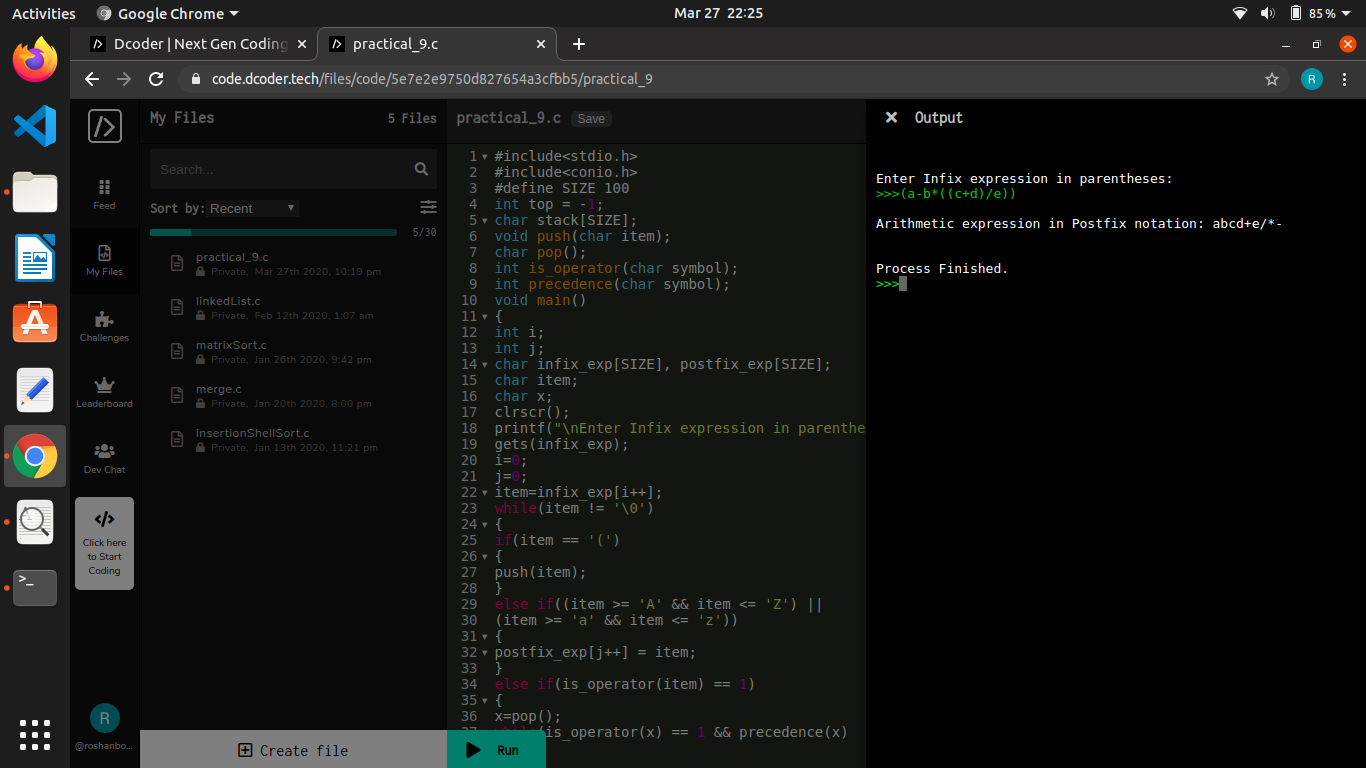 Activities Google Chrome Mar 27 22:25 85%
Dcoder | Next Gen Coding practical_9.c
code.dcoder.tech/files/code/5e7e2e9750d827654a3cfbb5/practical_9 R
Feed
My Files
Challenges
Leaderboard
Dev Chat
Click here
to Start
Coding
R
@roshanbo...
My Files 5 Files
Search...
Sort by: Recent
5/30
practical_9.c
Private, Mar 27th 2020, 10:19 pm
linkedList.c
Private, Feb 12th 2020, 1:07 am
matrixSort.c
Private, Jan 26th 2020, 9:42 pm
merge.c
Private, Jan 20th 2020, 8:00 pm
insertionShellSort.c
Private, Jan 13th 2020, 11:21 pm
Create file
practical_9.c Save
1 #include<stdio.h>
2 #include<conio.h>
3 #define SIZE 100
4 int top = -1;
5 char stack[SIZE];
6 void push(char item);
7 char pop();
8 int is_operator(char symbol);
9 int precedence(char symbol);
10 void main()
11 {
12 int i;
13 int j;
14 char infix_exp[SIZE], postfix_exp[SIZE];
15 char item;
16 char x;
17 clrscr();
18 printf("\nEnter Infix expression in parenthe
19 gets(infix_exp);
20 i=0;
21 j=0;
22 item=infix_exp[i++];
23 while(item != '\0')
24 {
25 if(item == '(')
26 {
27 push(item);
28 }
29 else if((item >= 'A' && item <= 'Z') ||
30 (item >= 'a' && item <= 'z'))
31 {
32 postfix_exp[j++] = item;
33 }
34 else if(is_operator(item) == 1)
35 {
36 x=pop();
is_operator(x) == 1 && precedence(x)
Run
Output
Enter Infix expression in parentheses:
>>>(a-b*((c+d)/e))
Arithmetic expression in Postfix notation: abcd+e/*-
Process Finished.
>>>